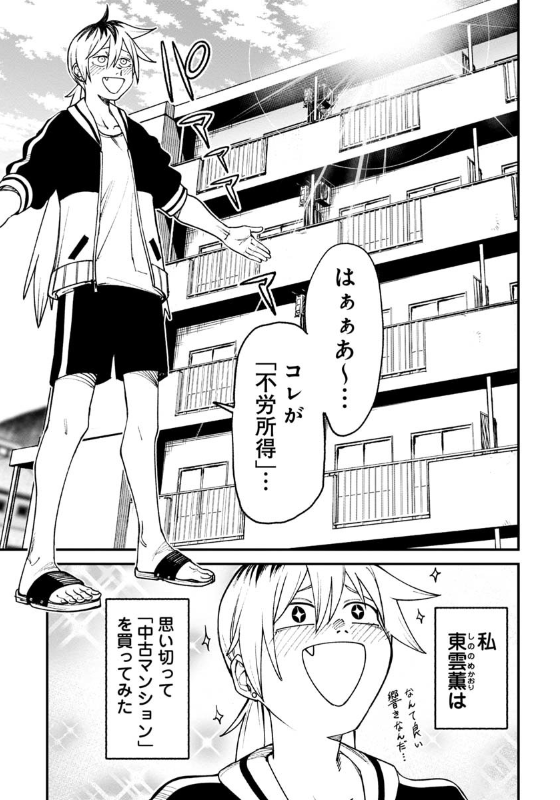 パアアア
はぁぁあ～…
コレが
「不労所得」…
私
東雲薫は
しののめかおり
なんて良い
響きなんだ…
思い切って
「中古マンション」
を買ってみた